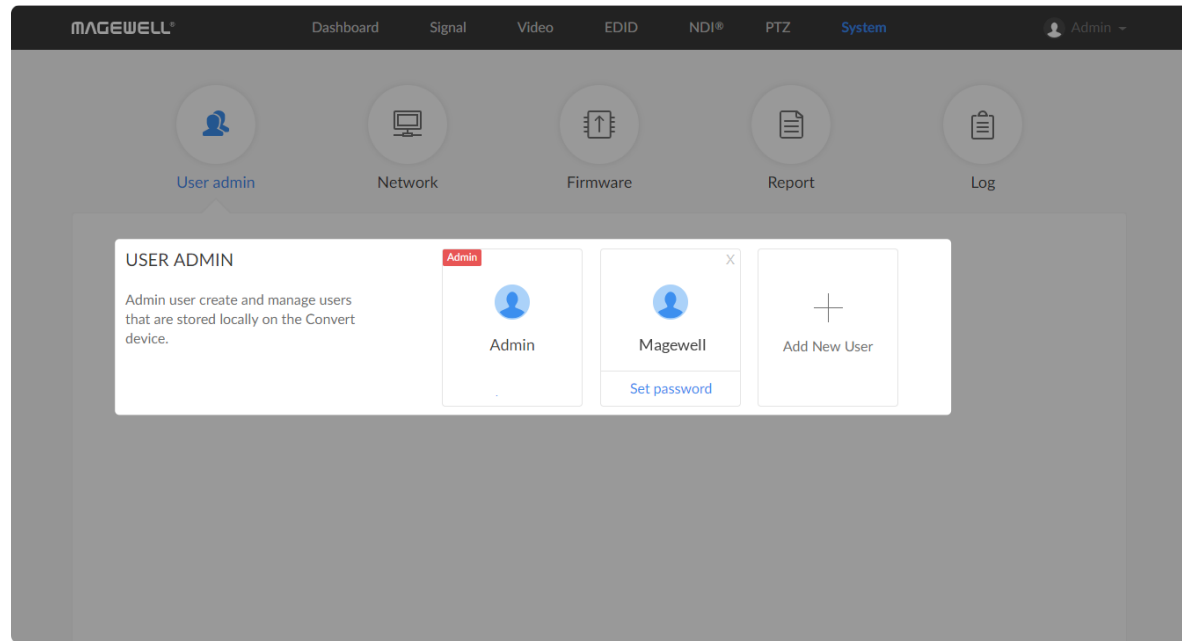 MAGEWELL®
Dashboard Signal Video EDID NDI® PTZ System Admin
User admin Network Firmware Report Log
USER ADMIN
Admin user create and manage users
that are stored locally on the Convert
device.
Admin
Admin
X
Magewell
Set password
Add New User